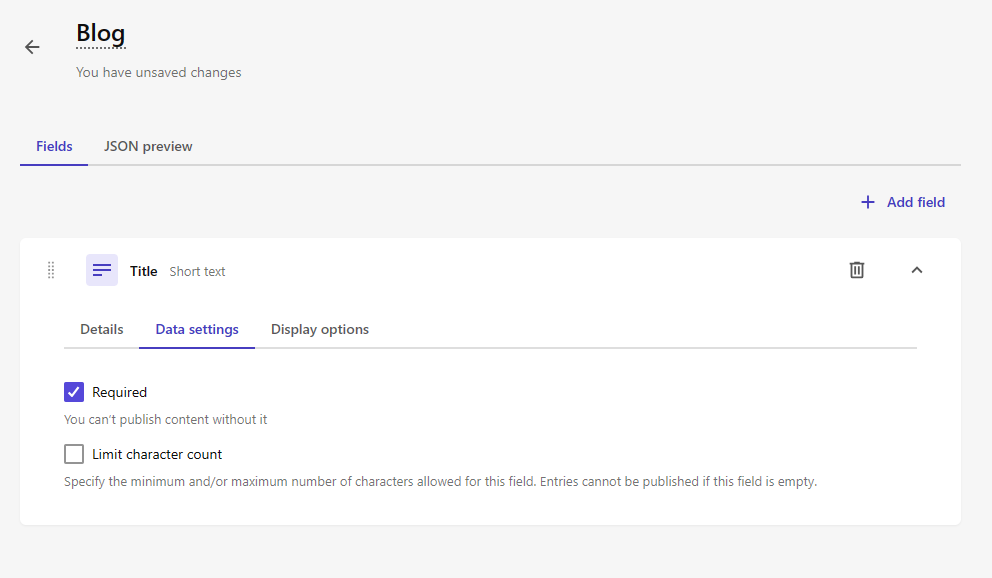 Blog
You have unsaved changes
Fields JSON preview
Add field
Title Short text
Details Data settings Display options
Required
You can't publish content without it
Limit character count
Specify the minimum and/or maximum number of characters allowed for this field. Entries cannot be published if this field is empty.